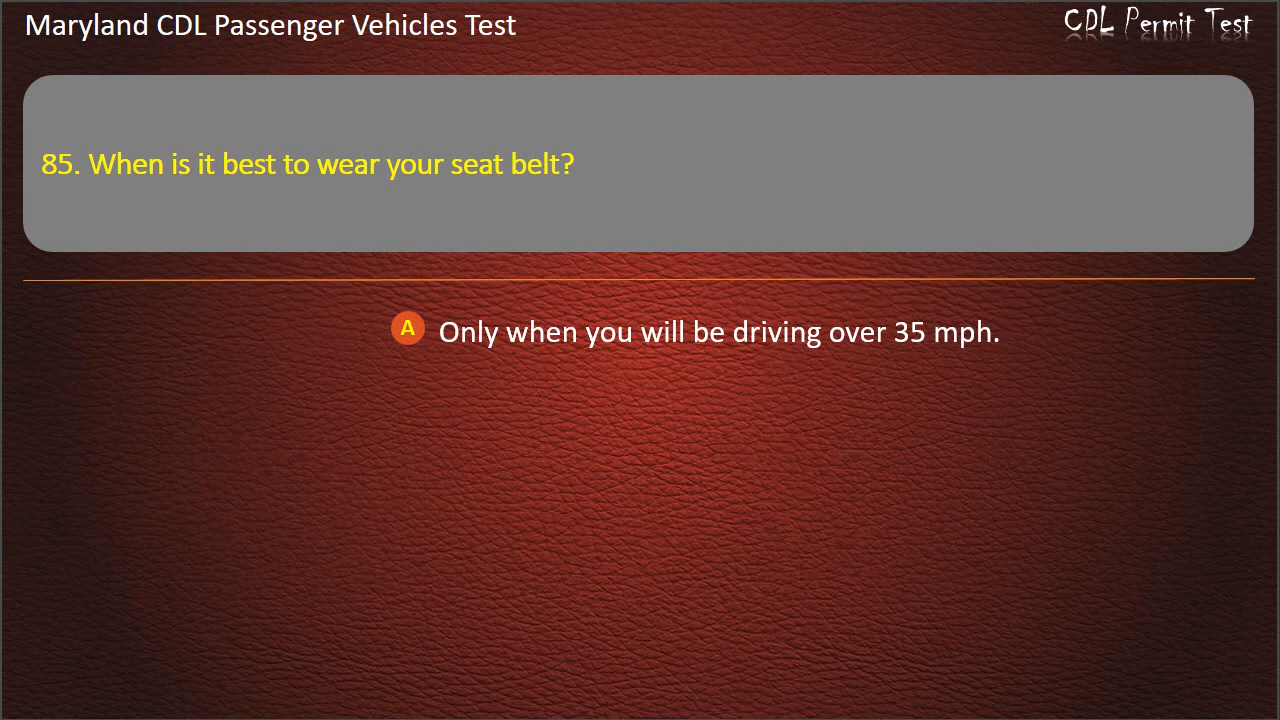 Maryland CDL Passenger Vehicles Test
CDL Permit Test
85. When is it best to wear your seat belt?
A Only when you will be driving over 35 mph.